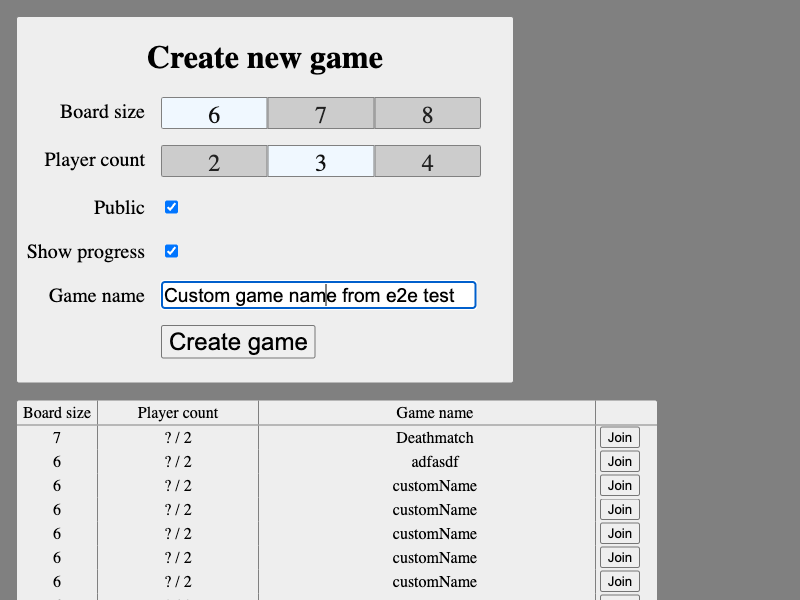 Create new game
Board size 6 7 8
Player count 2 3 4
Public
Show progress
Game name Custom game name from e2e test
Create game
Board size Player count Game name
7 ? / 2 Deathmatch Join
6 ? / 2 adfasdf Join
6 ? / 2 customName Join
6 ? / 2 customName Join
6 ? / 2 customName Join
6 ? / 2 customName Join
6 ? / 2 customName Join